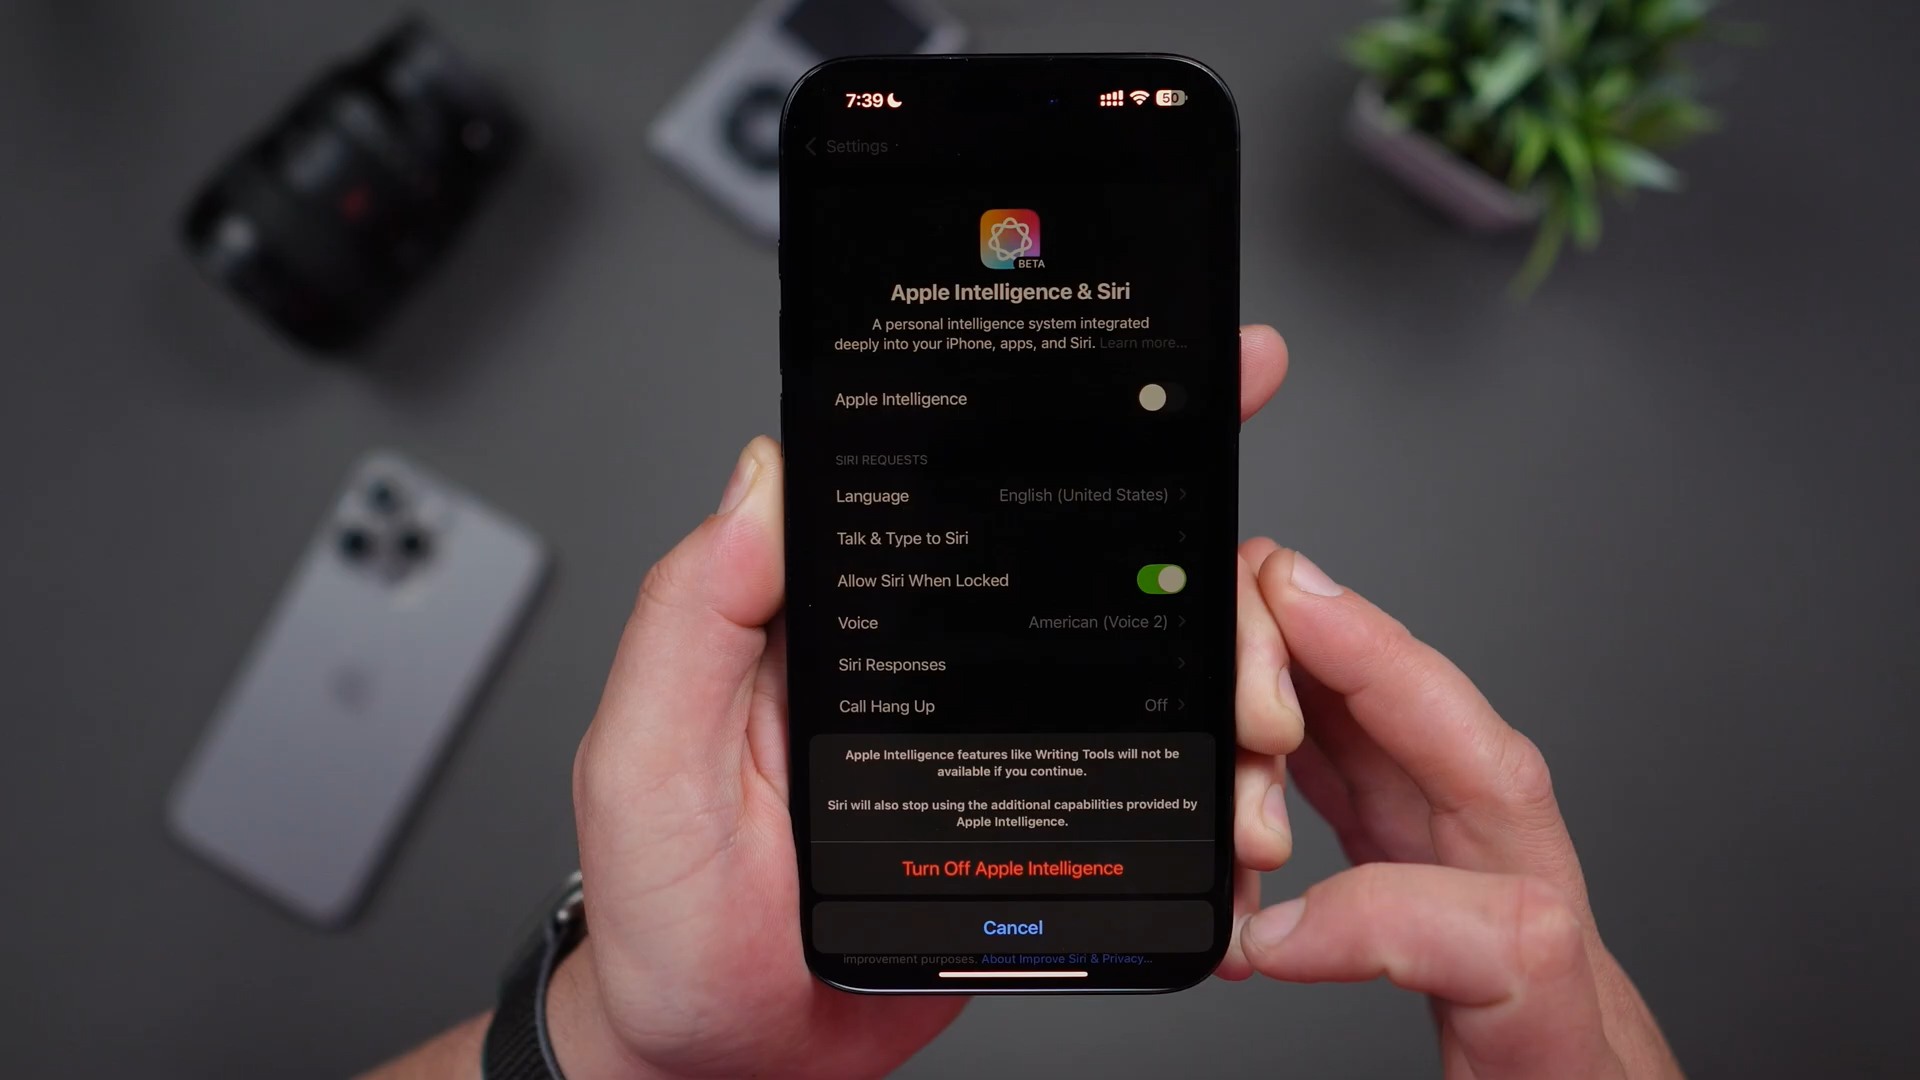 7:39
50
Settings
BETA
Apple Intelligence & Siri
A personal intelligence system integrated
deeply into your iPhone, apps, and Siri. Learn more...
Apple Intelligence
SIRI REQUESTS
Language English (United States)
Talk & Type to Siri
Allow Siri When Locked
Voice American (Voice 2)
Siri Responses
Call Hang Up Off
Apple Intelligence features like Writing Tools will not be
available if you continue.
Siri will also stop using the additional capabilities provided by
Apple Intelligence.
Turn Off Apple Intelligence
Cancel
improvement purposes. About Improve Siri & Privacy...